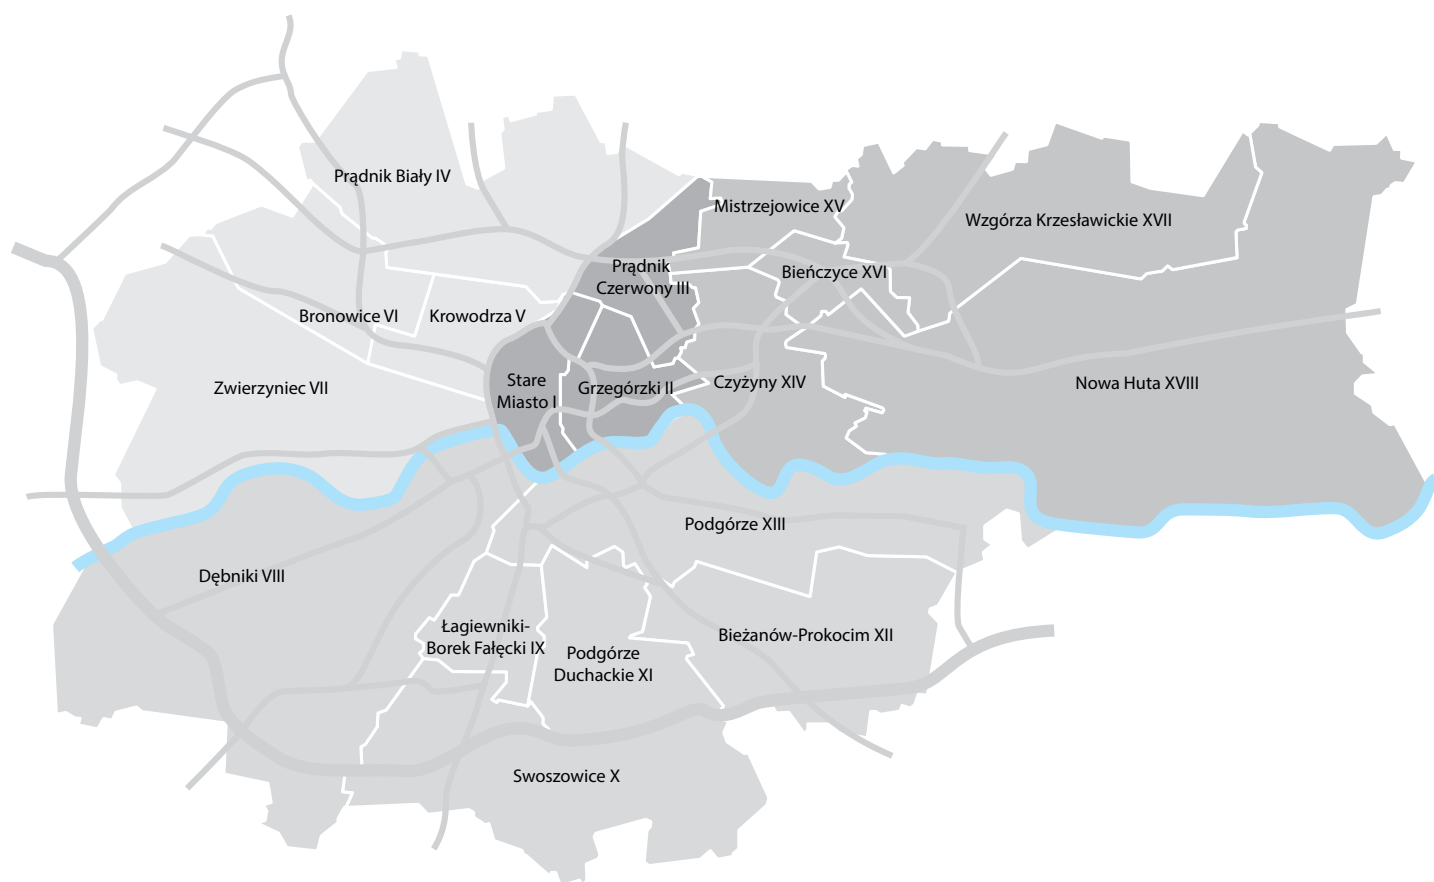 Prądnik Biały IV
Mistrzejowice XV
Wzgórza Krzesławickie XVII
Prądnik
Czerwony III
Bieńczyce XVI
Bronowice VI
Krowodrza V
Zwierzyniec VII
Stare
Miasto I
Grzegórzki II
Czyżyny XIV
Nowa Huta XVIII
Podgórze XIII
Dębniki VIII
Łagiewniki-
Borek Fałęcki IX
Podgórze
Duchackie XI
Bieżanów-Prokocim XII
Swoszowice X